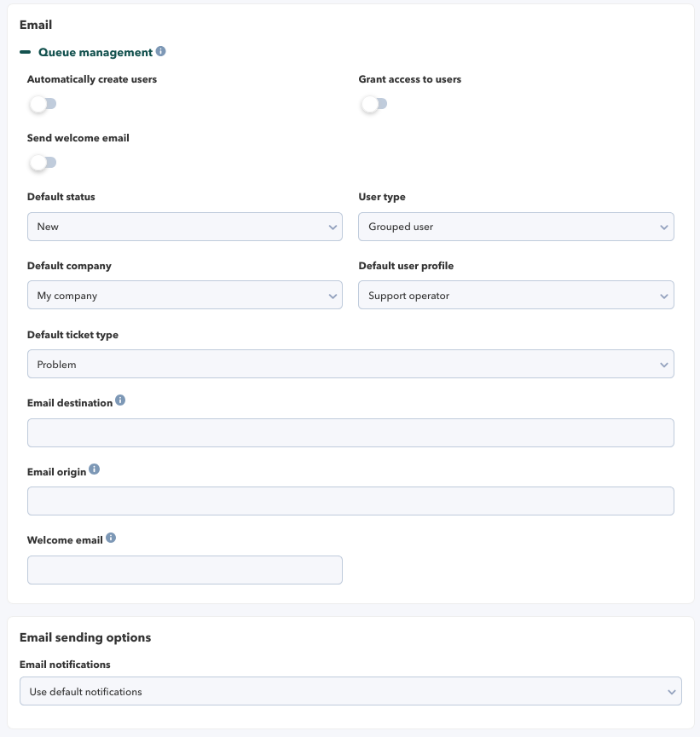 Email
Queue management
Automatically create users
Grant access to users
Send welcome email
Default status
User type
New
Grouped user
Default company
Default user profile
My company
Support operator
Default ticket type
Problem
Email destination
Email origin
Welcome email
Email sending options
Email notifications
Use default notifications